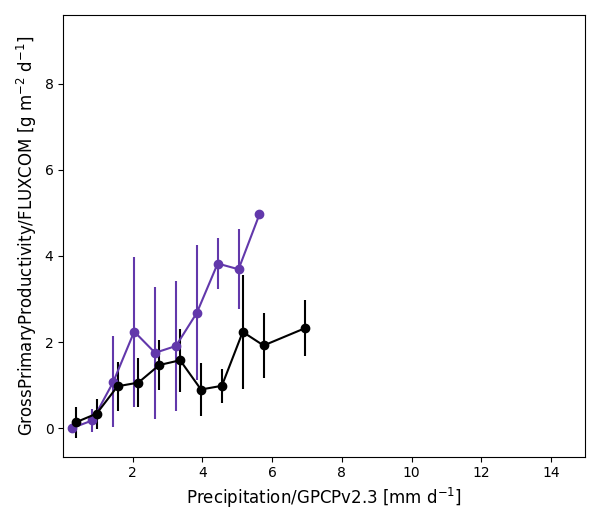 GrossPrimaryProductivity/FLUXCOM [g m⁻² d⁻¹]
8
6
4
2
0
2 4 6 8 10 12 14
Precipitation/GPCPv2.3 [mm d⁻¹]